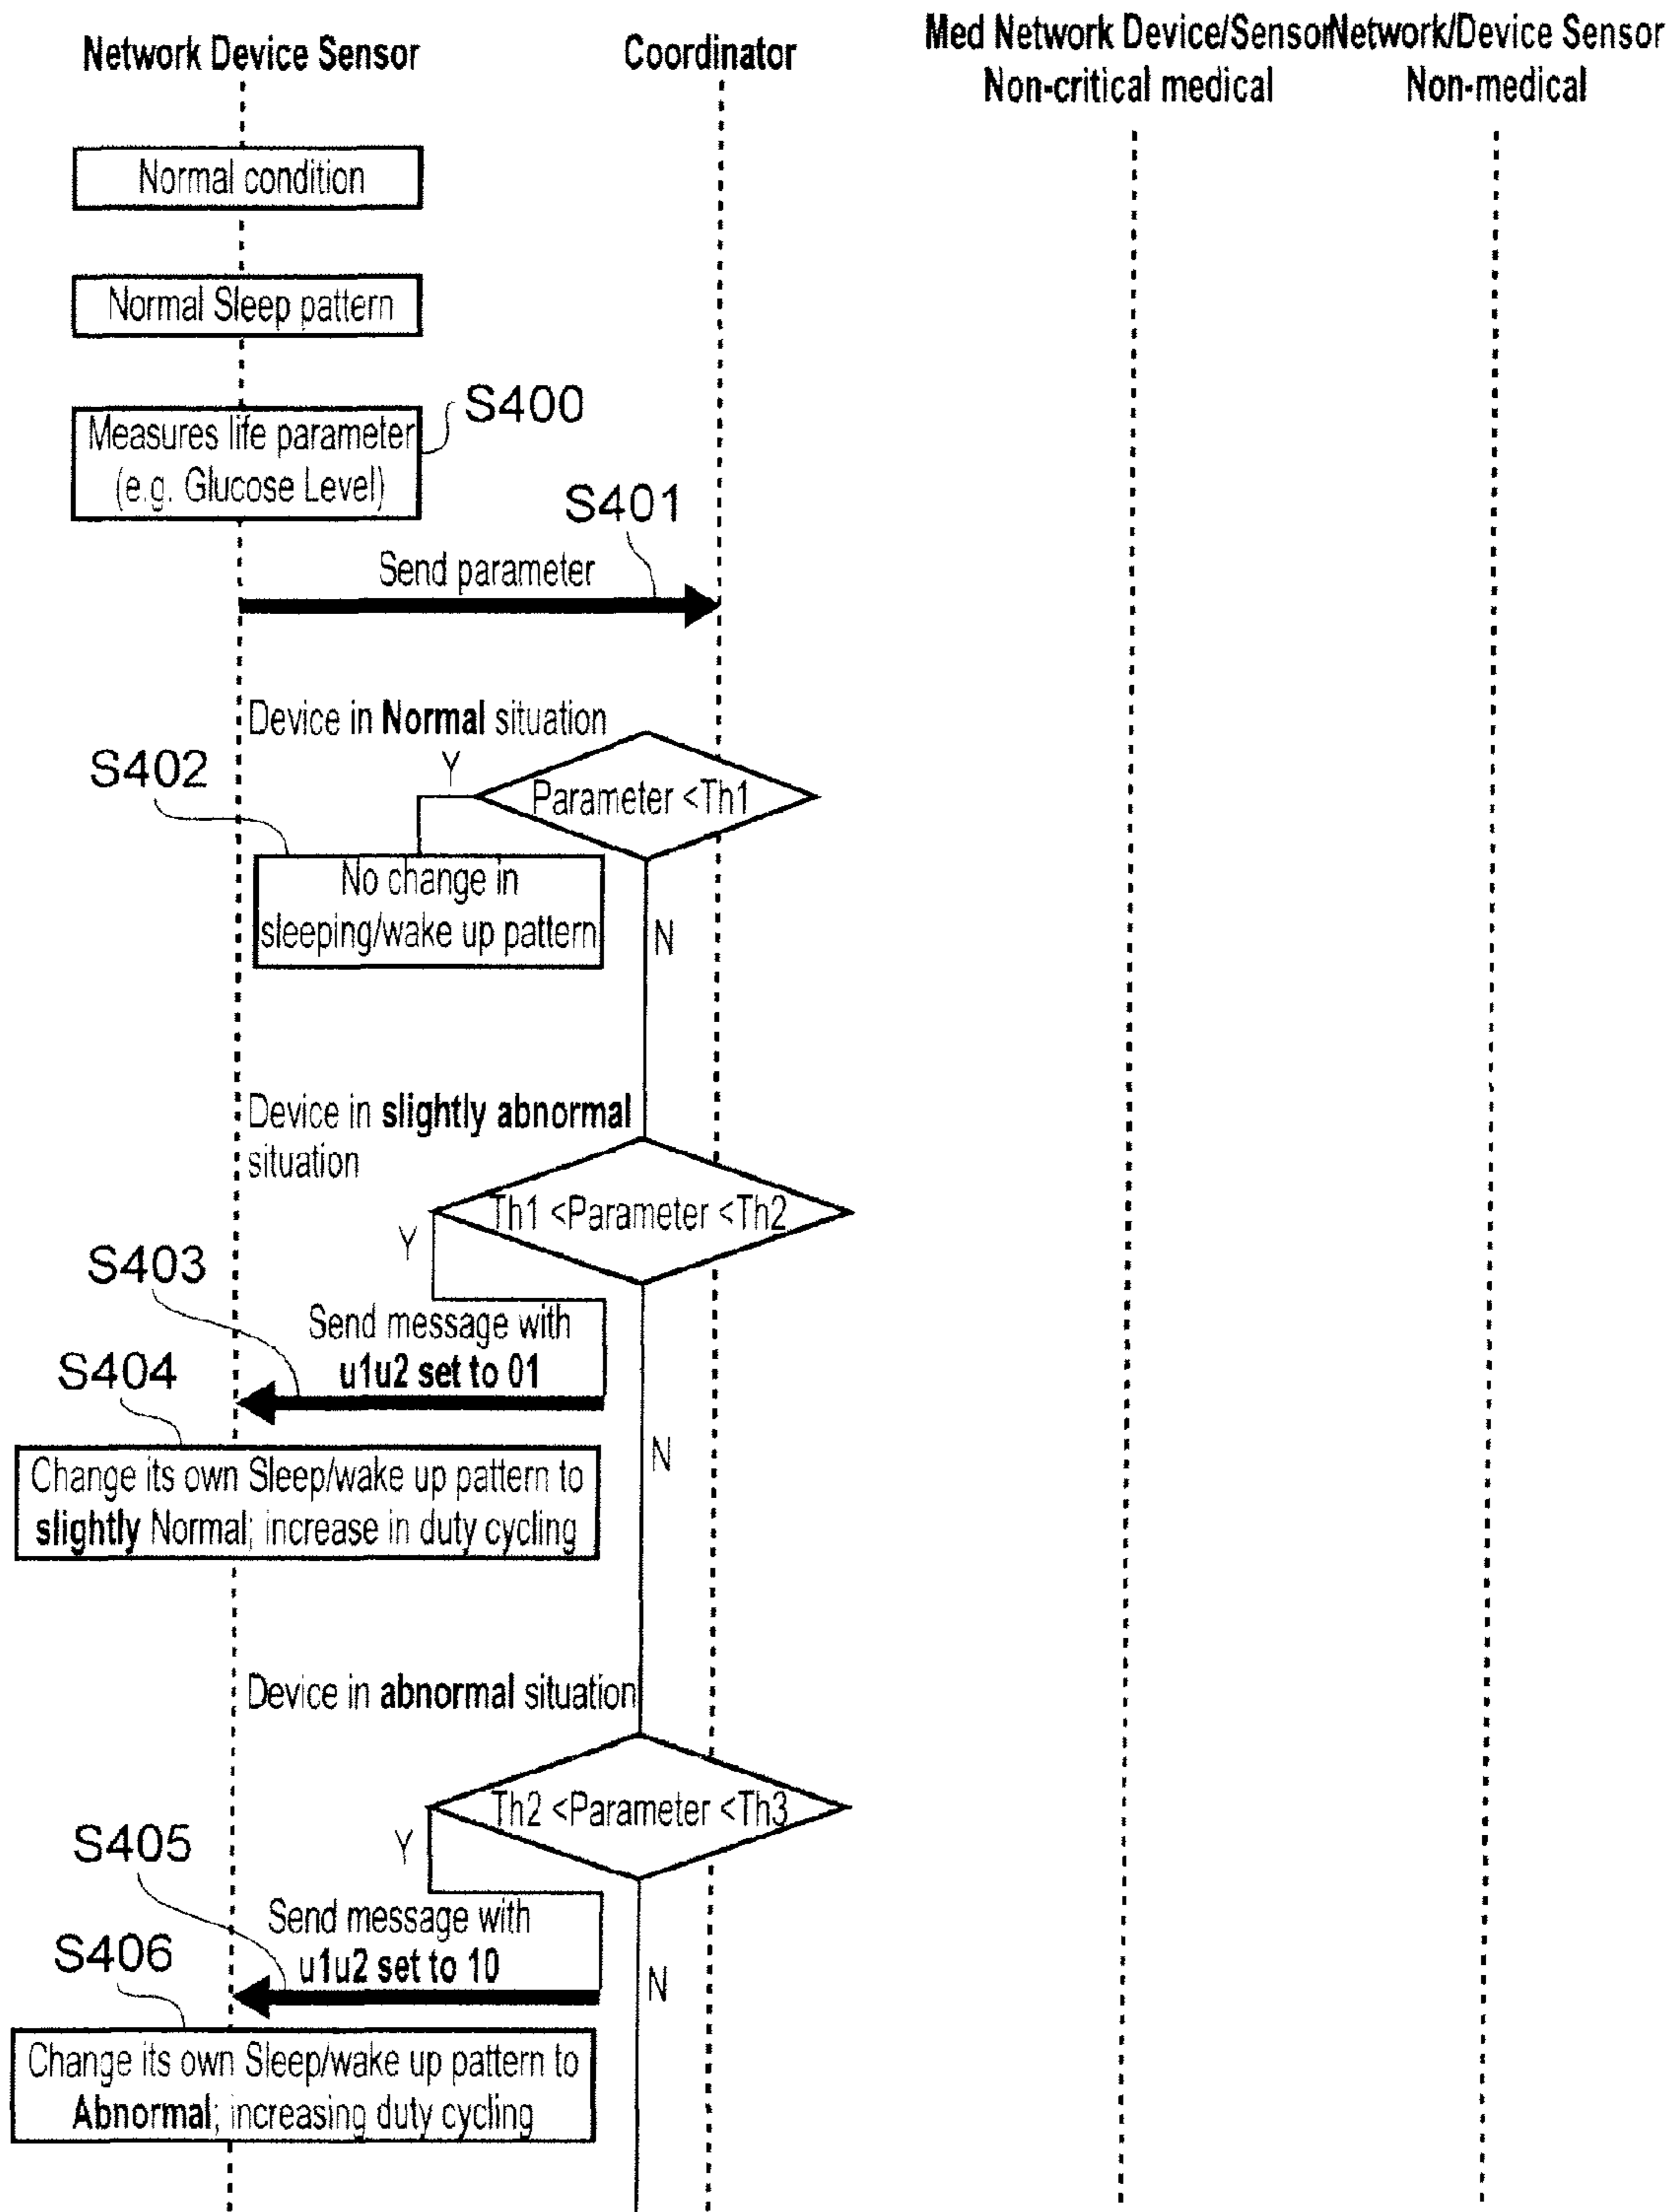 Network Device Sensor
Coordinator
Med Network Device/Sensor
Non-critical medical
Network/Device Sensor
Non-medical
Normal condition
Normal Sleep pattern
S400
Measures life parameter
(e.g. Glucose Level)
S401
Send parameter
Device in Normal situation
S402
Y
Parameter <Th1
No change in
sleeping/wake up pattern
N
Device in slightly abnormal
situation
Th1 <Parameter <Th2
Y
S403
Send message with
u1u2 set to 01
S404
N
Change its own Sleep/wake up pattern to
slightly Normal; increase in duty cycling
Device in abnormal situation
Th2 <Parameter <Th3
Y
S405
Send message with
u1u2 set to 10
S406
N
Change its own Sleep/wake up pattern to
Abnormal; increasing duty cycling